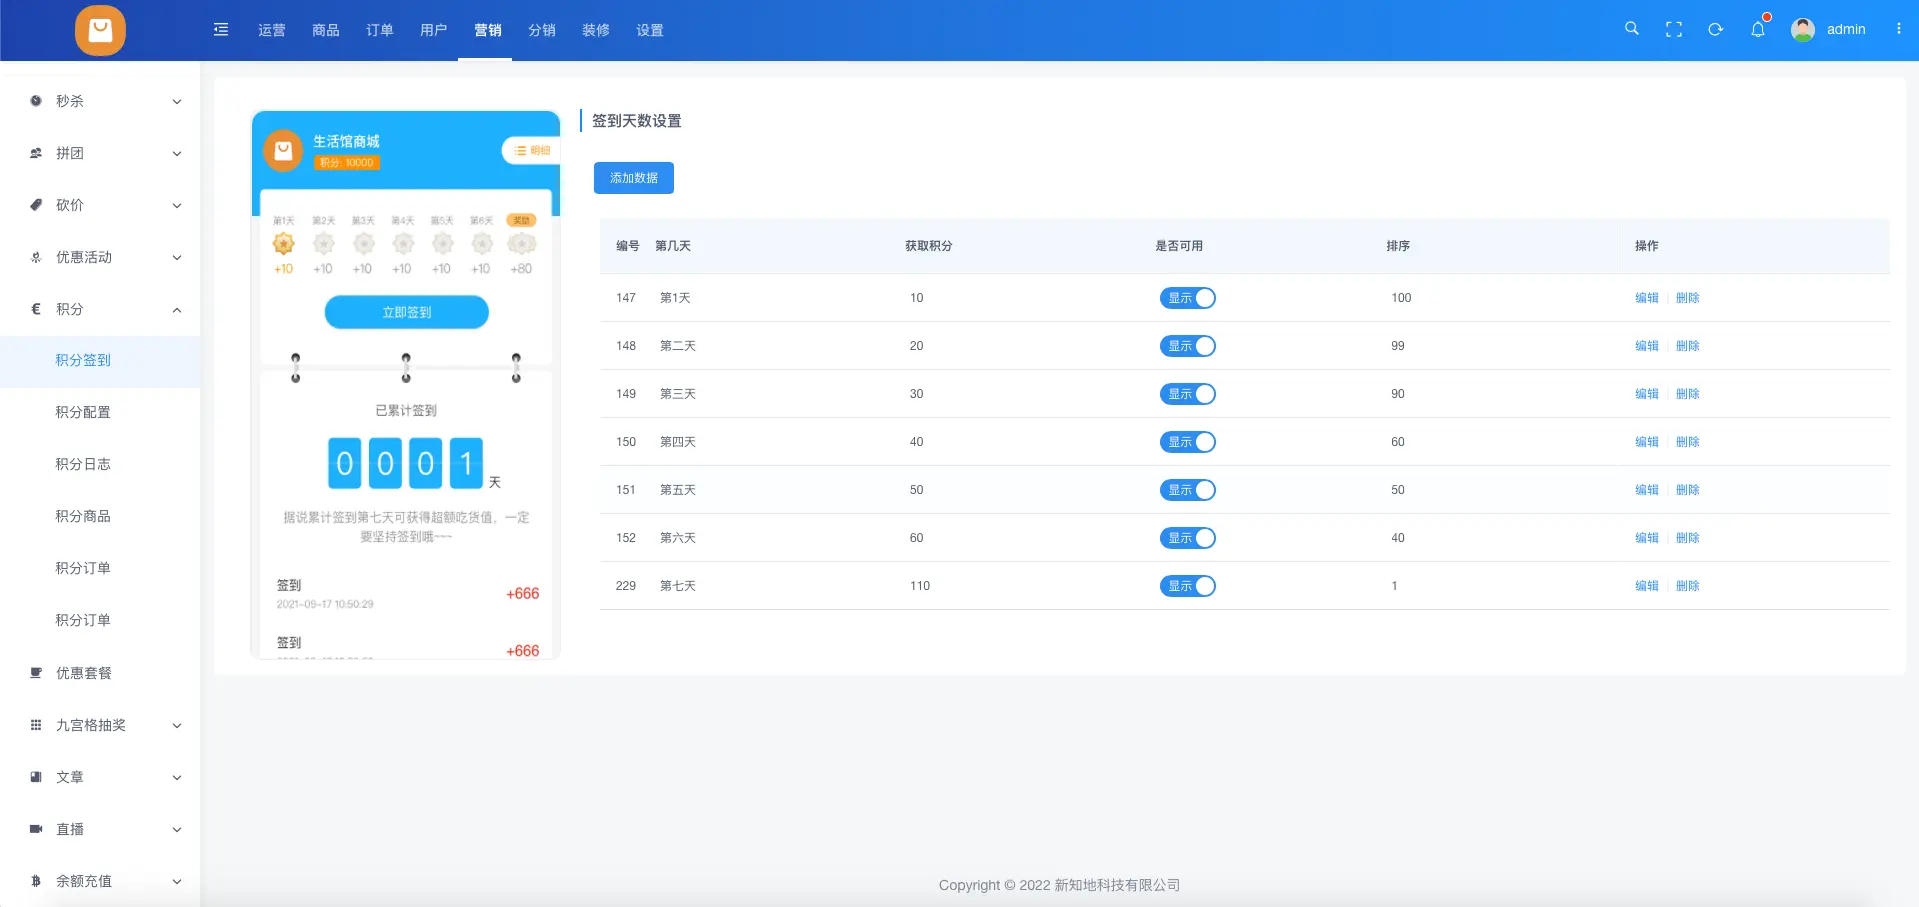 运营 商品 订单 用户 营销 分销 装修 设置 admin
秒杀
拼团
砍价
优惠活动
积分
积分签到
积分配置
积分日志
积分商品
积分订单
积分订单
优惠套餐
九宫格抽奖
文章
直播
余额充值
生活馆商城
积分: 10000
明细
第1天 第2天 第3天 第4天 第5天 第6天 奖励
+10 +10 +10 +10 +10 +10 +80
立即签到
已累计签到
0 0 0 1 天
据说累计签到第七天可获得超额吃货值，一定
要坚持签到哦~~~
签到
2021-09-17 10:50:29
+666
签到
+666
签到天数设置
添加数据
编号 第几天 获取积分 是否可用 排序 操作
147 第1天 10 显示 100 编辑 删除
148 第二天 20 显示 99 编辑 删除
149 第三天 30 显示 90 编辑 删除
150 第四天 40 显示 60 编辑 删除
151 第五天 50 显示 50 编辑 删除
152 第六天 60 显示 40 编辑 删除
229 第七天 110 显示 1 编辑 删除
Copyright © 2022 新知地科技有限公司